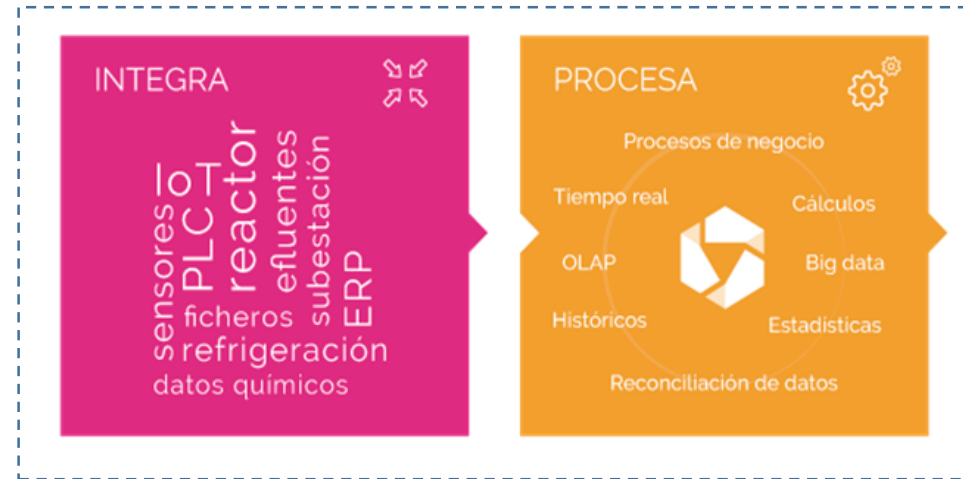 INTEGRA
IoT
sensores
PLC
reactor
efluentes
subestación
ERP
ficheros
refrigeración
datos químicos
PROCESA
Procesos de negocio
Tiempo real
Cálculos
OLAP
Big data
Históricos
Estadísticas
Reconciliación de datos